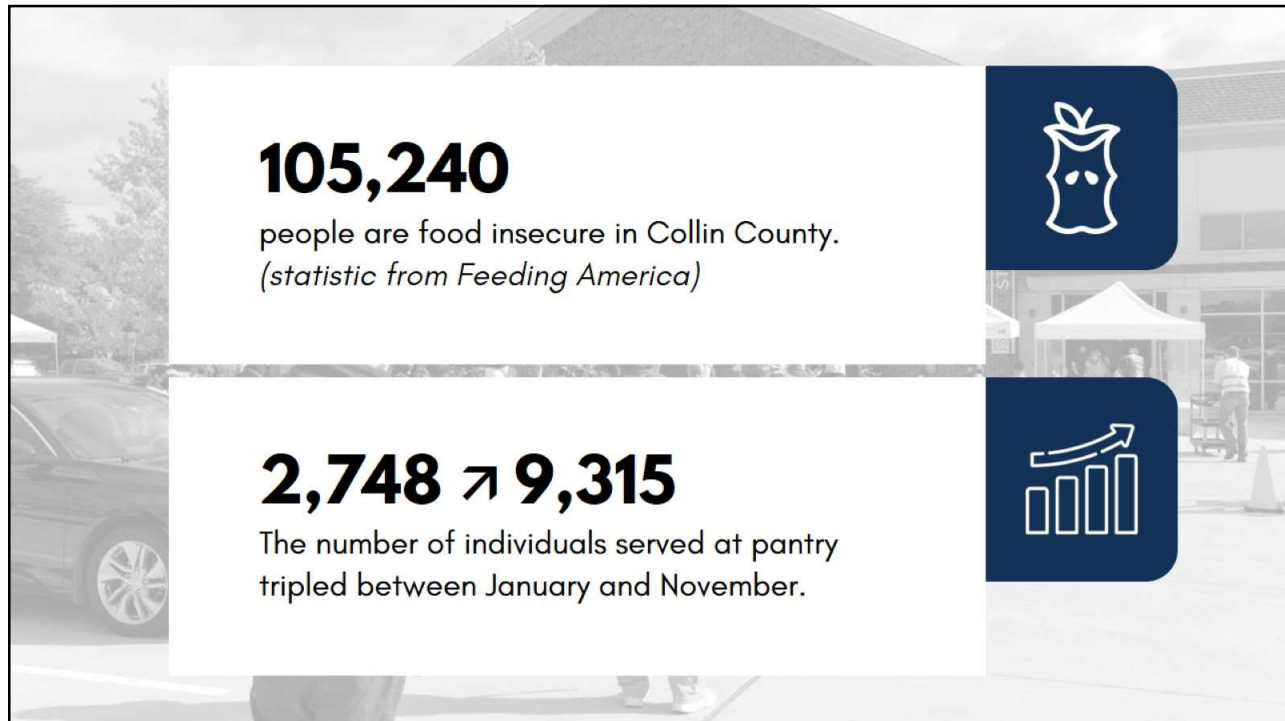 105,240
people are food insecure in Collin County.
(statistic from Feeding America)
2,748 ↗ 9,315
The number of individuals served at pantry
tripled between January and November.